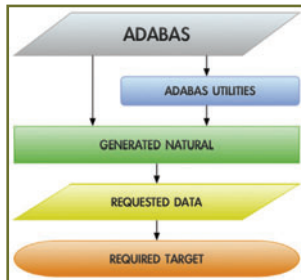 ADABAS
ADABAS UTILITIES
GENERATED NATURAL
REQUESTED DATA
REQUIRED TARGET